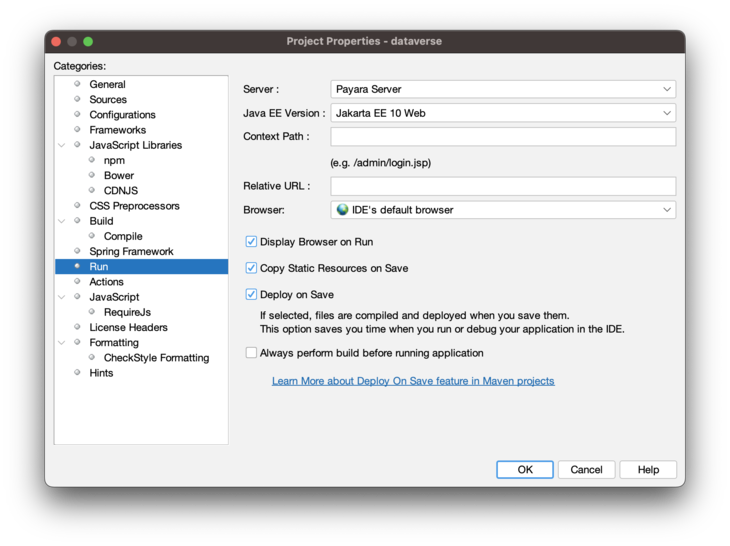 Project Properties - dataverse
Categories:
General
Sources
Configurations
Frameworks
JavaScript Libraries
npm
Bower
CDNJS
CSS Preprocessors
Build
Compile
Spring Framework
Run
Actions
JavaScript
RequireJs
License Headers
Formatting
CheckStyle Formatting
Hints
Server : Payara Server
Java EE Version : Jakarta EE 10 Web
Context Path :
(e.g. /admin/login.jsp)
Relative URL :
Browser: IDE's default browser
Display Browser on Run
Copy Static Resources on Save
Deploy on Save
If selected, files are compiled and deployed when you save them.
This option saves you time when you run or debug your application in the IDE.
Always perform build before running application
Learn More about Deploy On Save feature in Maven projects
OK Cancel Help